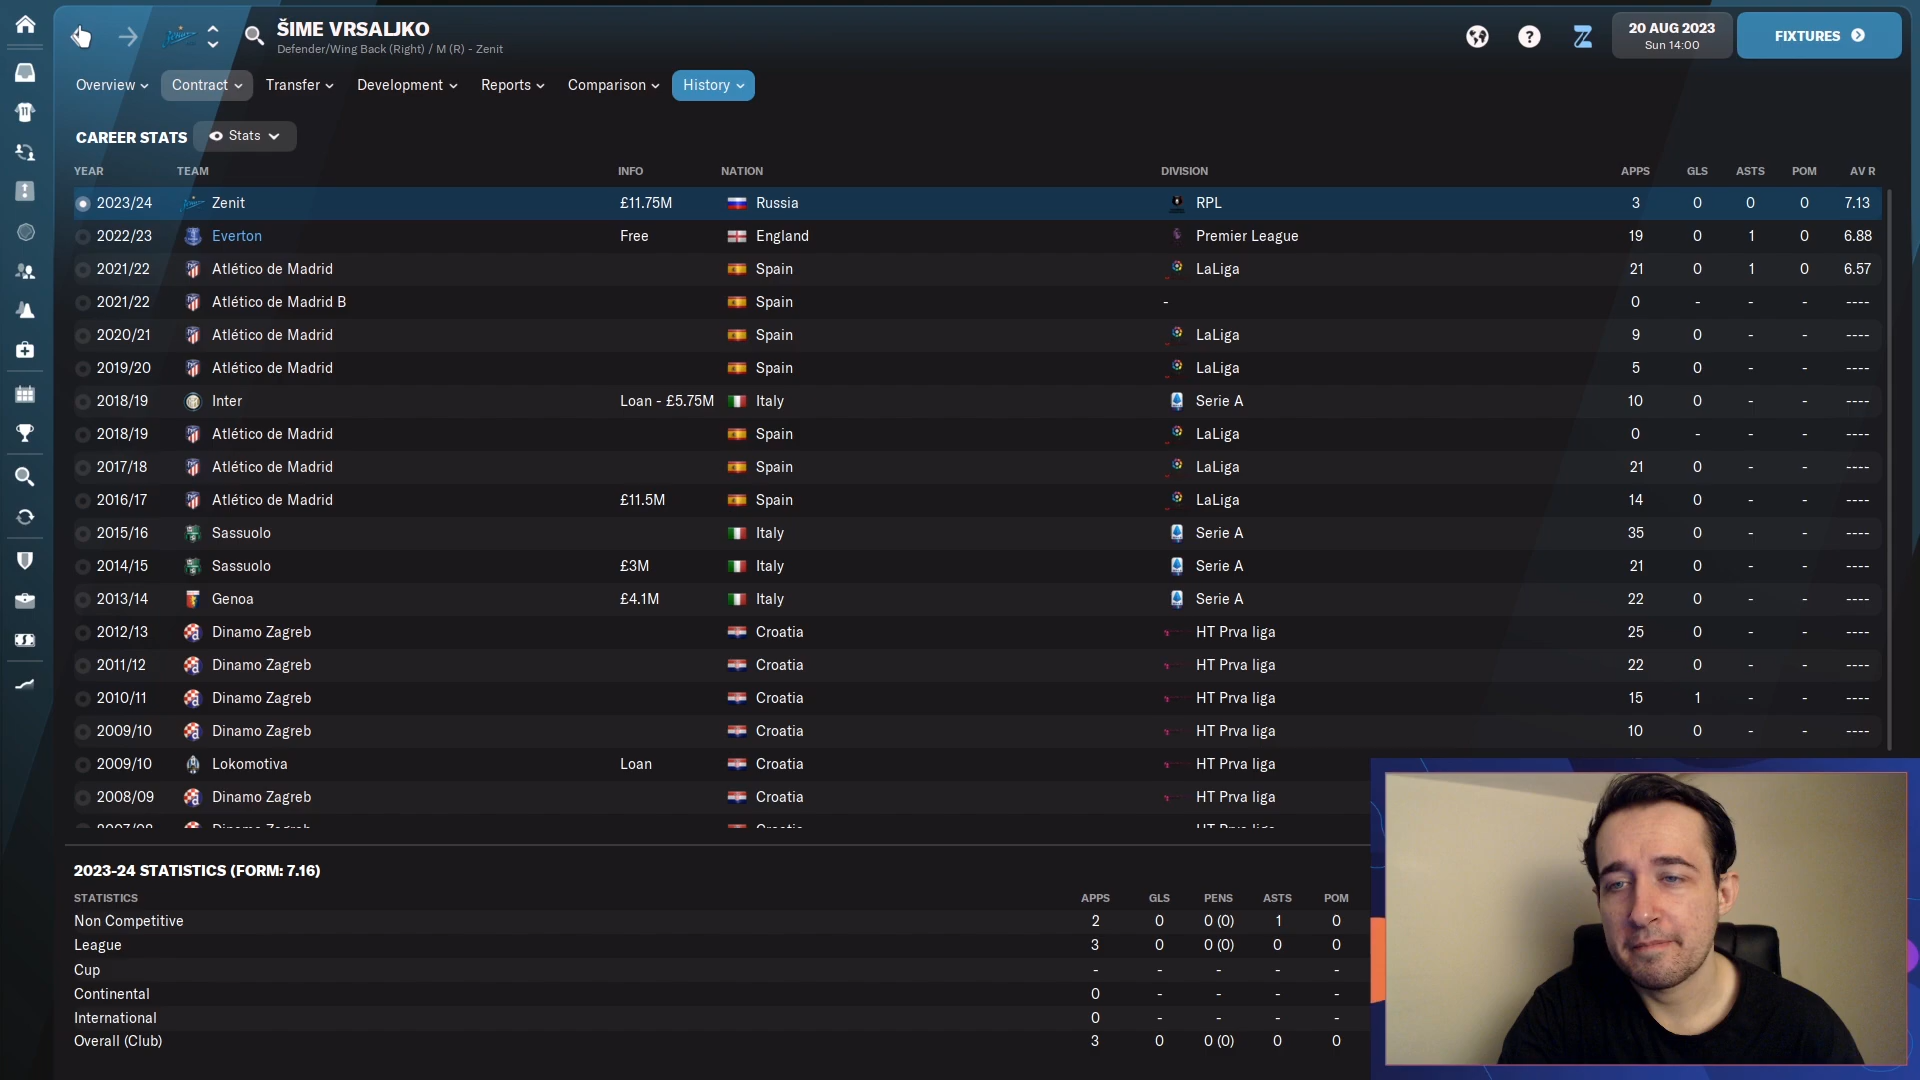 ŠIME VRSALJKO
Defender/Wing Back (Right) / M (R) - Zenit
20 AUG 2023
Sun 14:00
FIXTURES
Overview Contract Transfer Development Reports Comparison History
CAREER STATS Stats
YEAR TEAM INFO NATION DIVISION APPS GLS ASTS POM AV R
2023/24 Zenit £11.75M Russia RPL 3 0 0 0 7.13
2022/23 Everton Free England Premier League 19 0 1 0 6.88
2021/22 Atlético de Madrid Spain LaLiga 21 0 1 0 6.57
2021/22 Atlético de Madrid B Spain - 0 - - - ----
2020/21 Atlético de Madrid Spain LaLiga 9 0 - - ----
2019/20 Atlético de Madrid Spain LaLiga 5 0 - - ----
2018/19 Inter Loan - £5.75M Italy Serie A 10 0 - - ----
2018/19 Atlético de Madrid Spain LaLiga 0 - - - ----
2017/18 Atlético de Madrid Spain LaLiga 21 0 - - ----
2016/17 Atlético de Madrid £11.5M Spain LaLiga 14 0 - - ----
2015/16 Sassuolo Italy Serie A 35 0 - - ----
2014/15 Sassuolo £3M Italy Serie A 21 0 - - ----
2013/14 Genoa £4.1M Italy Serie A 22 0 - - ----
2012/13 Dinamo Zagreb Croatia HT Prva liga 25 0 - - ----
2011/12 Dinamo Zagreb Croatia HT Prva liga 22 0 - - ----
2010/11 Dinamo Zagreb Croatia HT Prva liga 15 1 - - ----
2009/10 Dinamo Zagreb Croatia HT Prva liga 10 0 - - ----
2009/10 Lokomotiva Loan Croatia HT Prva liga
2008/09 Dinamo Zagreb Croatia HT Prva liga
2023-24 STATISTICS (FORM: 7.16)
STATISTICS APPS GLS PENS ASTS POM
Non Competitive 2 0 0 (0) 1 0
League 3 0 0 (0) 0 0
Cup - - - - -
Continental 0 - - - -
International 0 - - - -
Overall (Club) 3 0 0 (0) 0 0